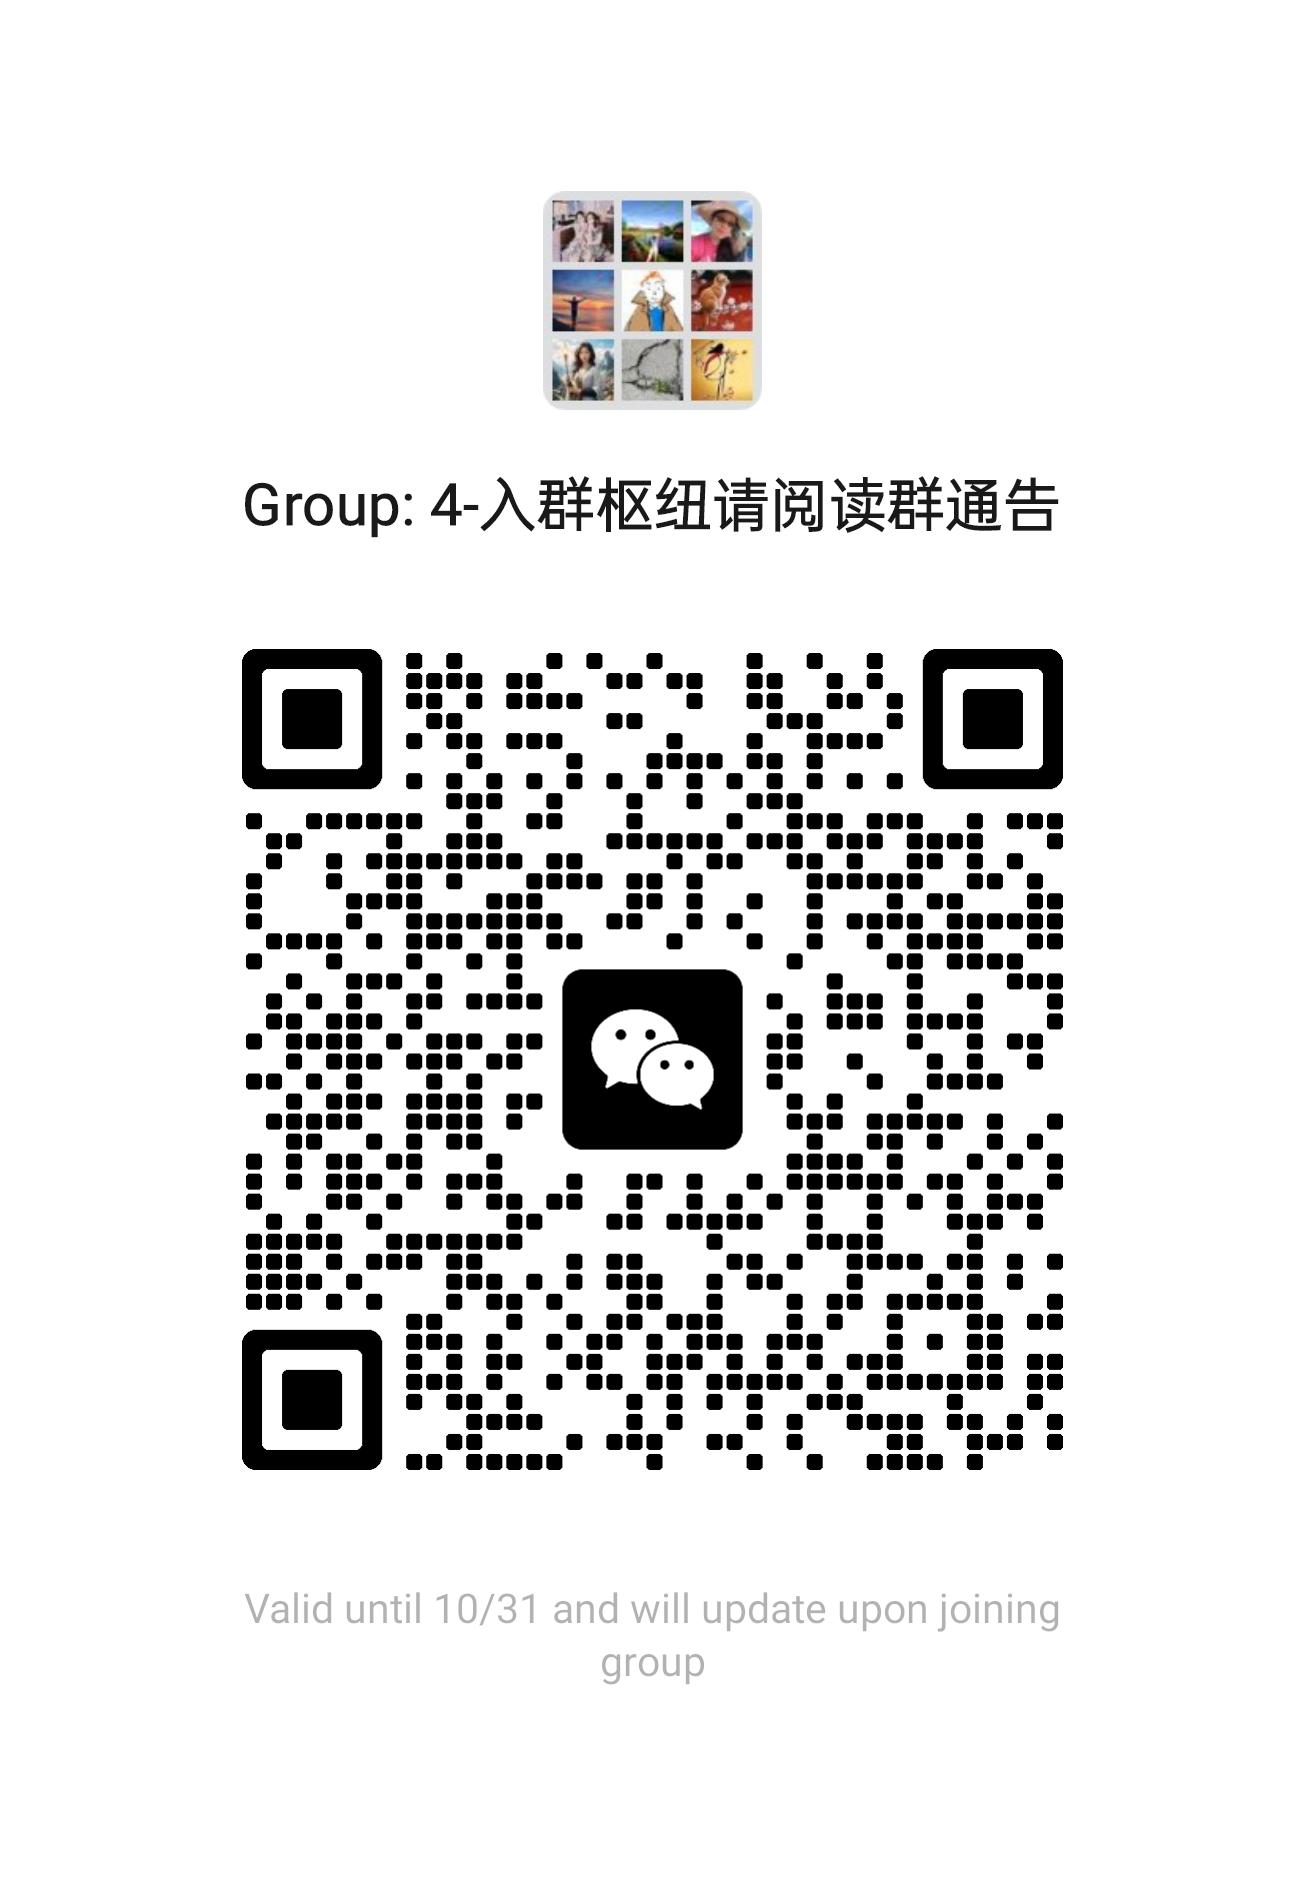 Group: 4-入群枢纽请阅读群通告
Valid until 10/31 and will update upon joining
group